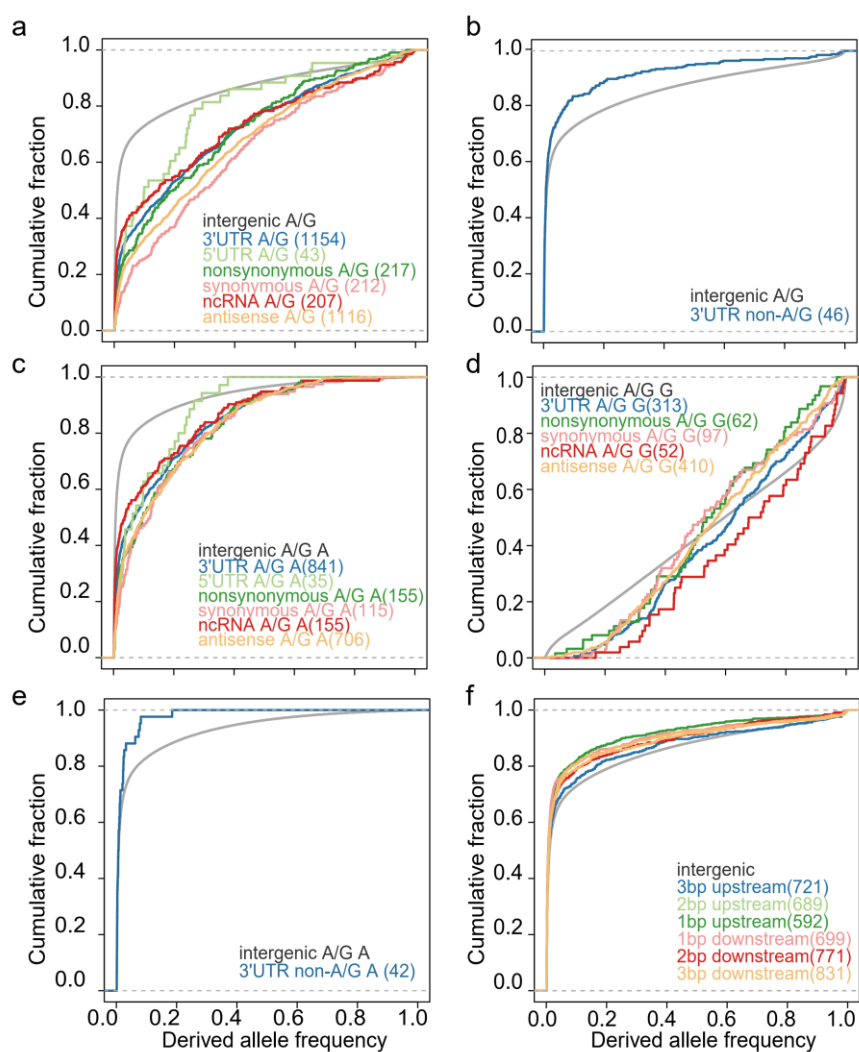 a
1.0
0.8
0.6
0.4
0.2
0.0
Cumulative fraction
intergenic A/G
3'UTR A/G (1154)
5'UTR A/G (43)
nonsynonymous A/G (217)
synonymous A/G (212)
ncRNA A/G (207)
antisense A/G (1116)
b
1.0
0.8
0.6
0.4
0.2
0.0
Cumulative fraction
intergenic A/G
3'UTR non-A/G (46)
c
1.0
0.8
0.6
0.4
0.2
0.0
Cumulative fraction
intergenic A/G A
3'UTR A/G A(841)
5'UTR A/G A(35)
nonsynonymous A/G A(155)
synonymous A/G A(115)
ncRNA A/G A(155)
antisense A/G A(706)
d
1.0
0.8
0.6
0.4
0.2
0.0
Cumulative fraction
intergenic A/G G
3'UTR A/G G(313)
nonsynonymous A/G G(62)
synonymous A/G G(97)
ncRNA A/G G(52)
antisense A/G G(410)
e
1.0
0.8
0.6
0.4
0.2
0.0
Cumulative fraction
intergenic A/G A
3'UTR non-A/G A (42)
0.0 0.2 0.4 0.6 0.8 1.0
Derived allele frequency
f
1.0
0.8
0.6
0.4
0.2
0.0
Cumulative fraction
intergenic
3bp upstream(721)
2bp upstream(689)
1bp upstream(592)
1bp downstream(699)
2bp downstream(771)
3bp downstream(831)
0.0 0.2 0.4 0.6 0.8 1.0
Derived allele frequency